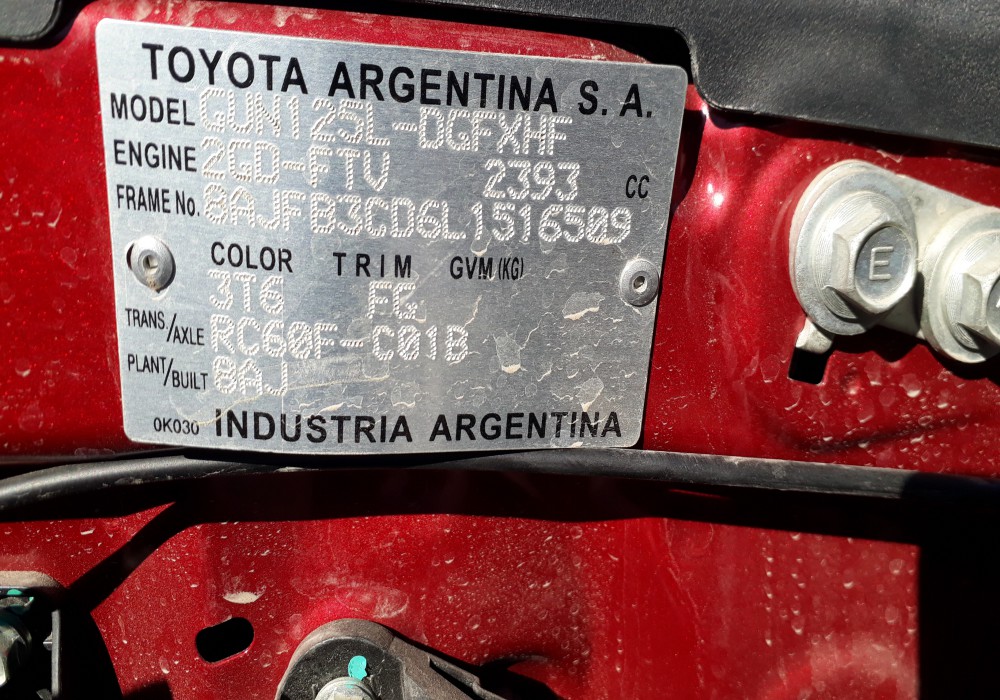 TOYOTA ARGENTINA S. A.
MODEL GUN125L-DGFXHF
ENGINE 2GD-FTV 2393 CC
FRAME No. 8AJFB3CD6L1516509
COLOR TRIM GVM (KG)
3T6 FG
TRANS./AXLE RC60F-C01B
PLANT/BUILT 8AJ
0K030 INDUSTRIA ARGENTINA
E